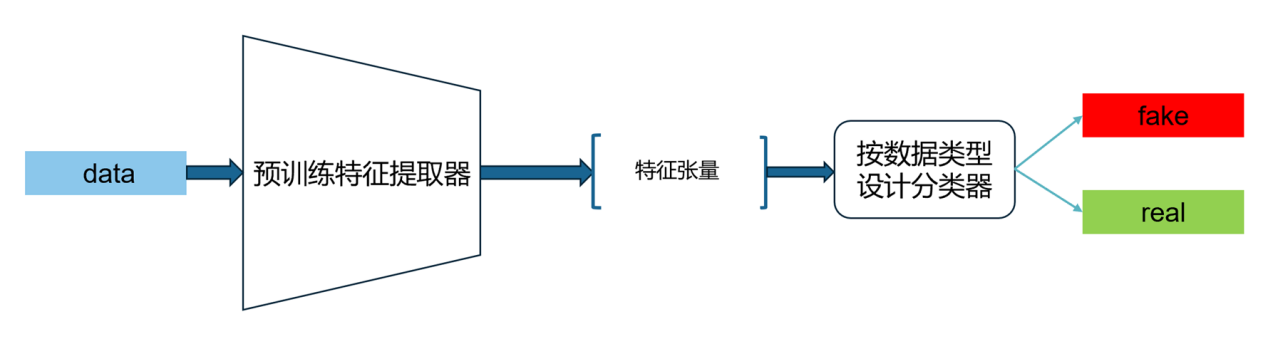 data
预训练特征提取器
特征张量
按数据类型
设计分类器
fake
real